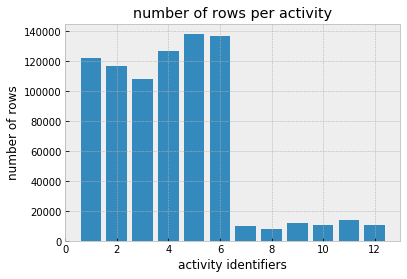 number of rows per activity
number of rows
140000
120000
100000
80000
60000
40000
20000
0
0 2 4 6 8 10 12
activity identifiers